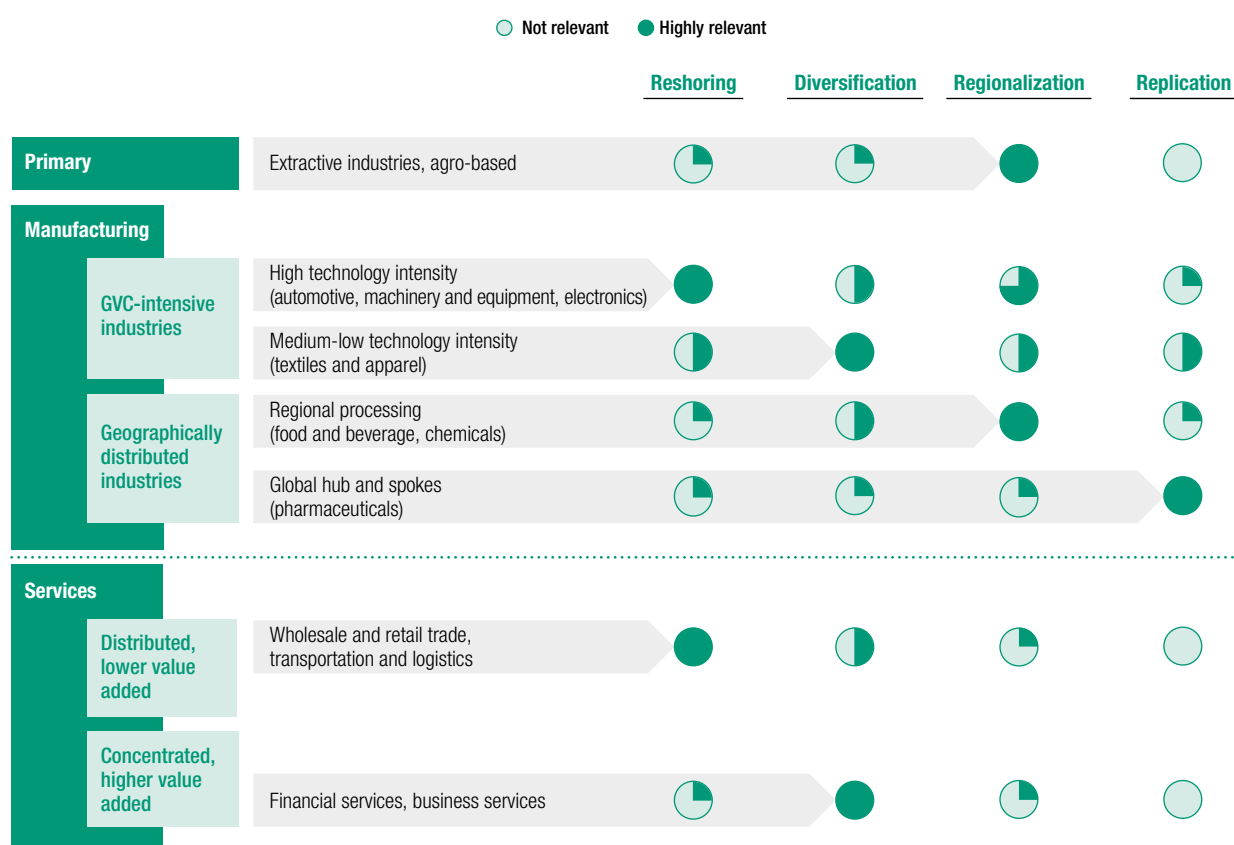 Not relevant
Highly relevant
Reshoring
Diversification
Regionalization
Replication
Primary
Extractive industries, agro-based
Manufacturing
GVC-intensive
industries
High technology intensity
(automotive, machinery and equipment, electronics)
Medium-low technology intensity
(textiles and apparel)
Geographically
distributed
industries
Regional processing
(food and beverage, chemicals)
Global hub and spokes
(pharmaceuticals)
Services
Distributed,
lower value
added
Wholesale and retail trade,
transportation and logistics
Concentrated,
higher value
added
Financial services, business services